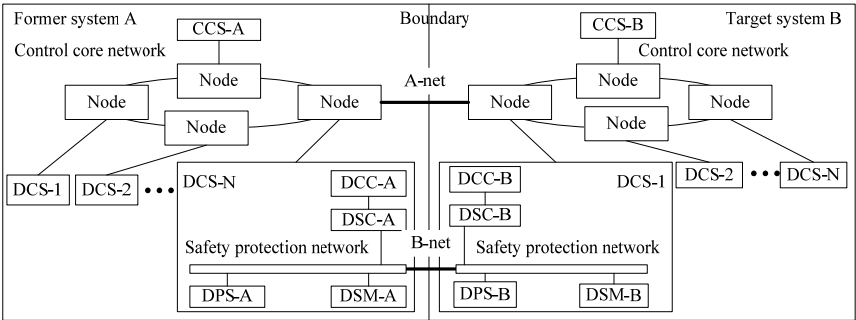 Former system A
Boundary
Target system B
CCS-A
CCS-B
Control core network
Control core network
Node
A-net
Node
Node
Node
Node
Node
Node
Node
DCS-1
DCS-2
•••
DCS-N
DCC-A
DSC-A
Safety protection network
DPS-A
DSM-A
B-net
DCC-B
DCS-1
DSC-B
Safety protection network
DPS-B
DSM-B
DCS-2
•••
DCS-N